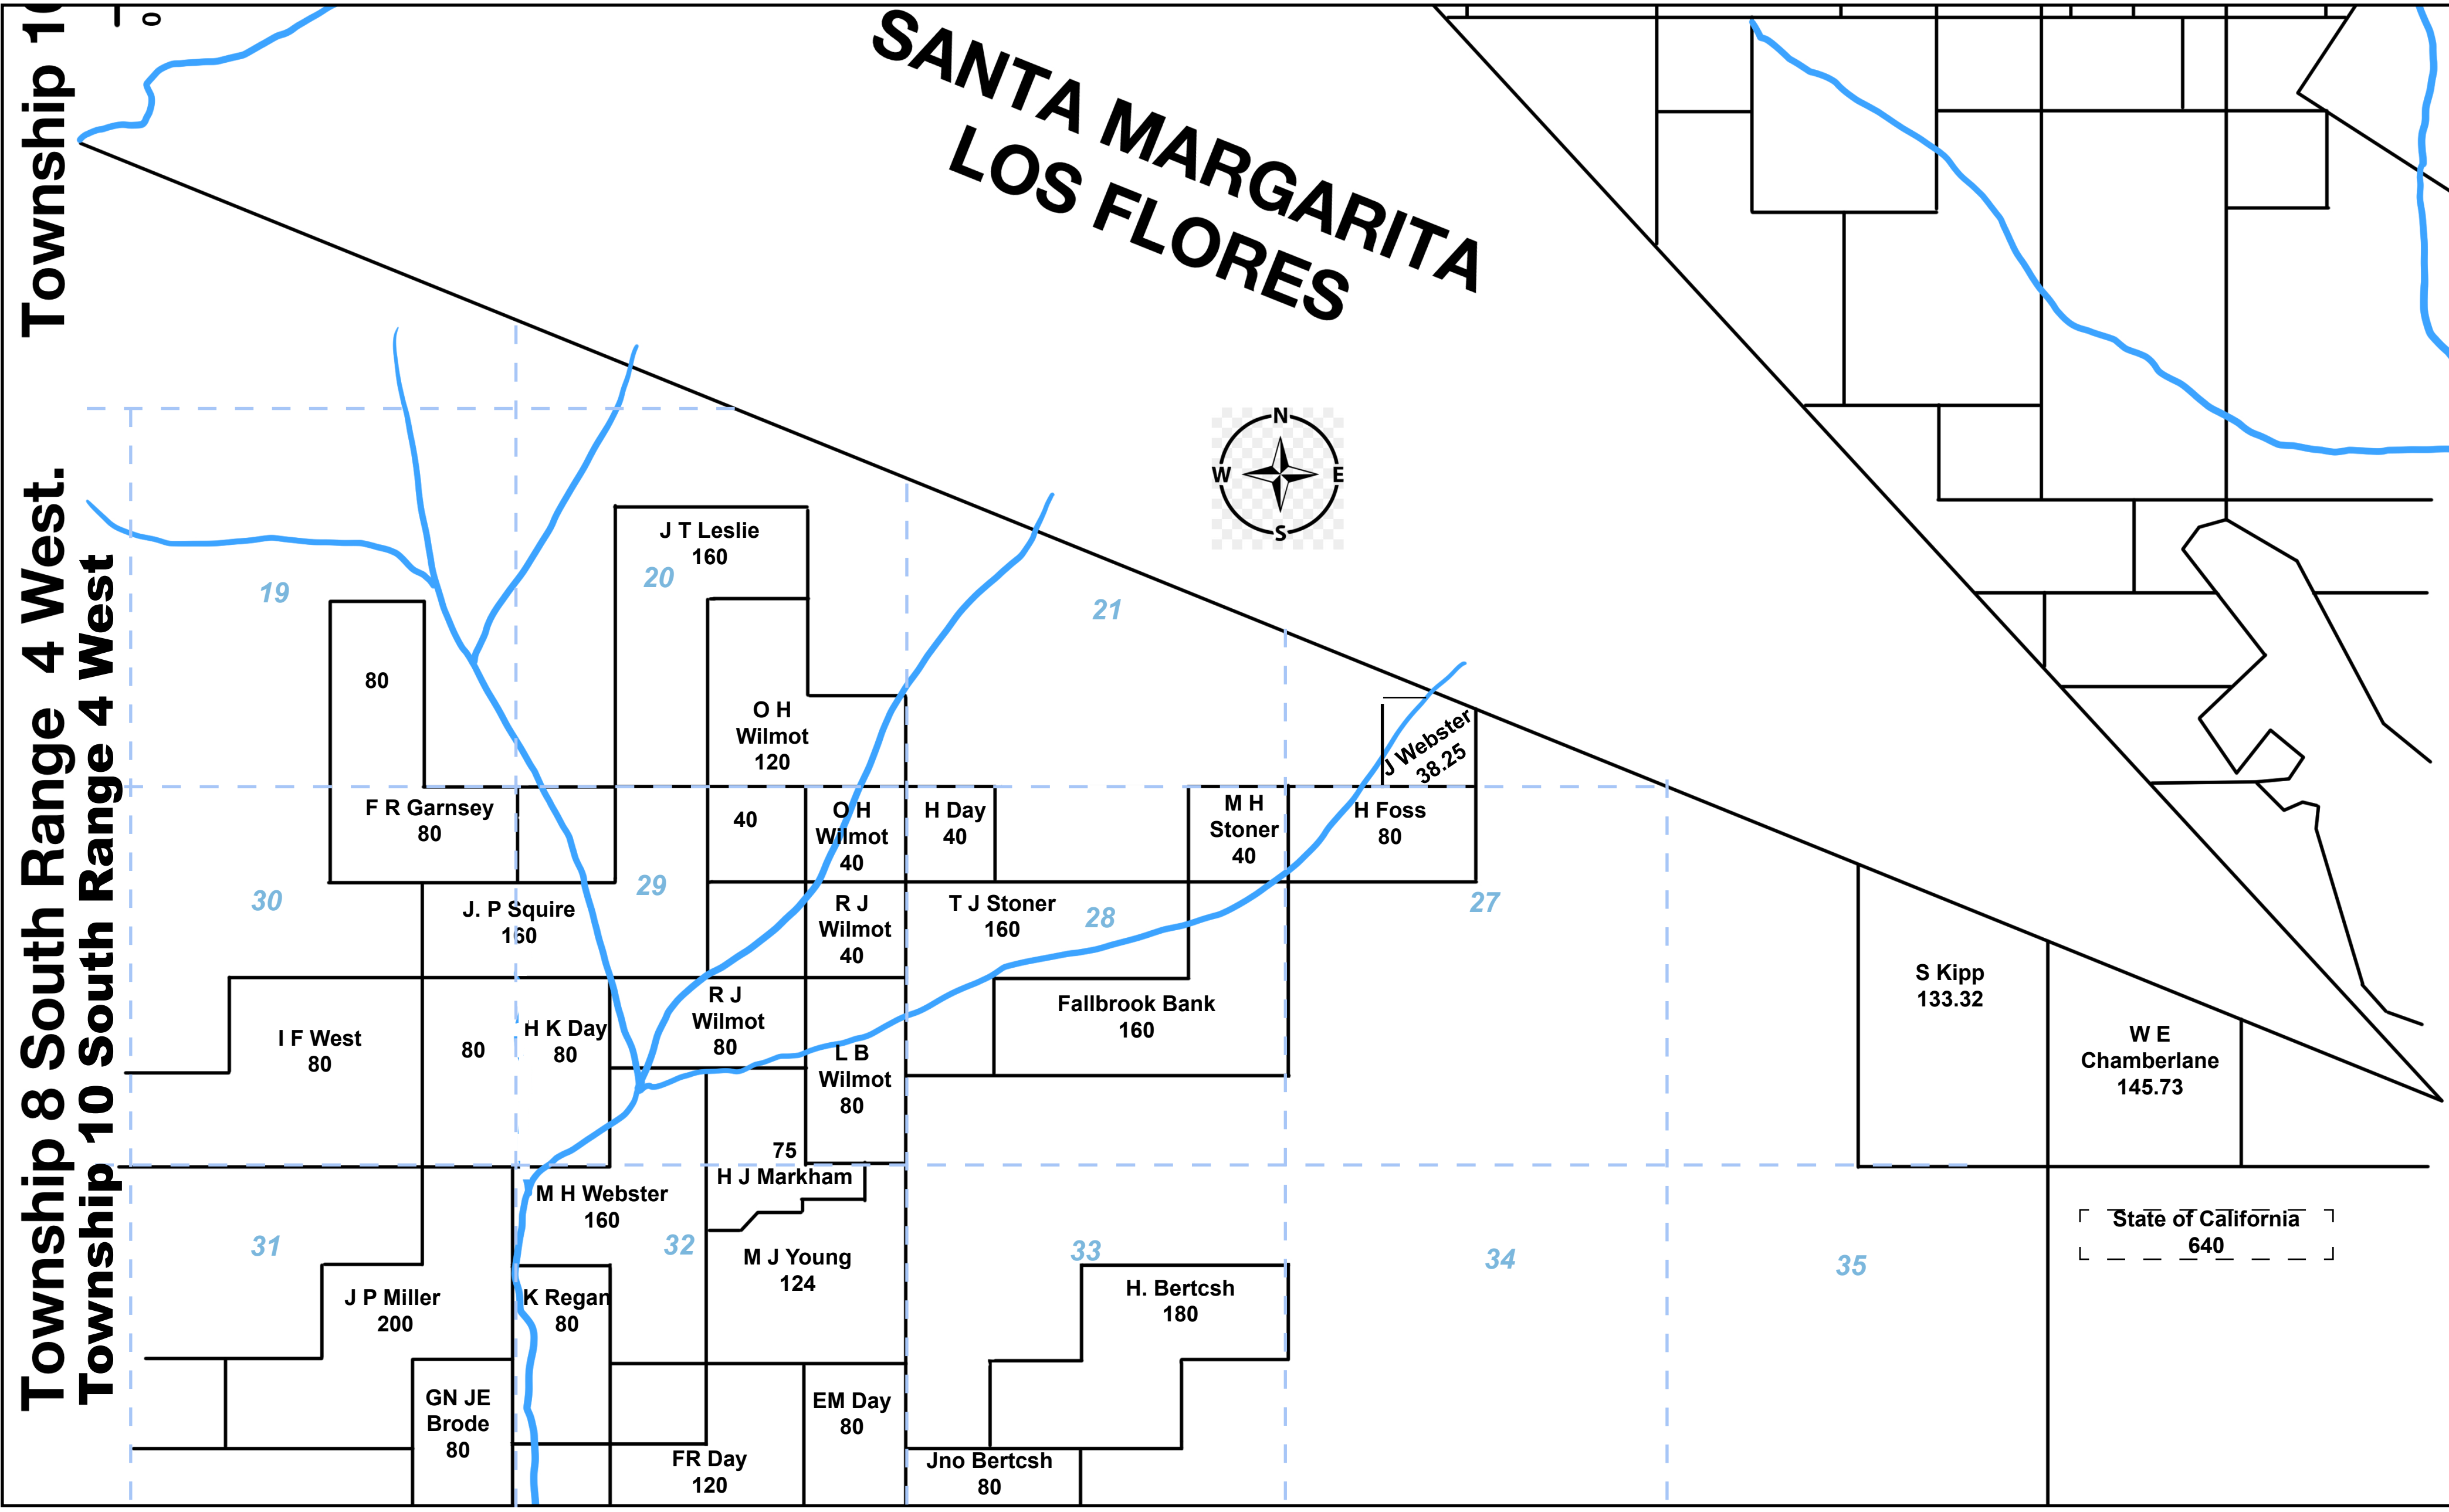 Township 10
0
SANTA MARGARITA
LOS FLORES
Township 8 South Range 4 West.
Township 10 South Range 4 West
N
W E
S
J T Leslie
160
19
20
21
80
O H
Wilmot
120
J Webster
38.25
F R Garnsey
80
40
O H
Wilmot
40
H Day
40
M H
Stoner
40
H Foss
80
30
29
28
27
J. P Squire
160
R J
Wilmot
40
T J Stoner
160
S Kipp
133.32
I F West
80
80
H K Day
80
R J
Wilmot
80
L B
Wilmot
80
Fallbrook Bank
160
W E
Chamberlane
145.73
75
H J Markham
M H Webster
160
State of California
640
31
32
33
34
35
M J Young
124
J P Miller
200
K Regan
80
H. Bertcsh
180
GN JE
Brode
80
EM Day
80
FR Day
120
Jno Bertcsh
80